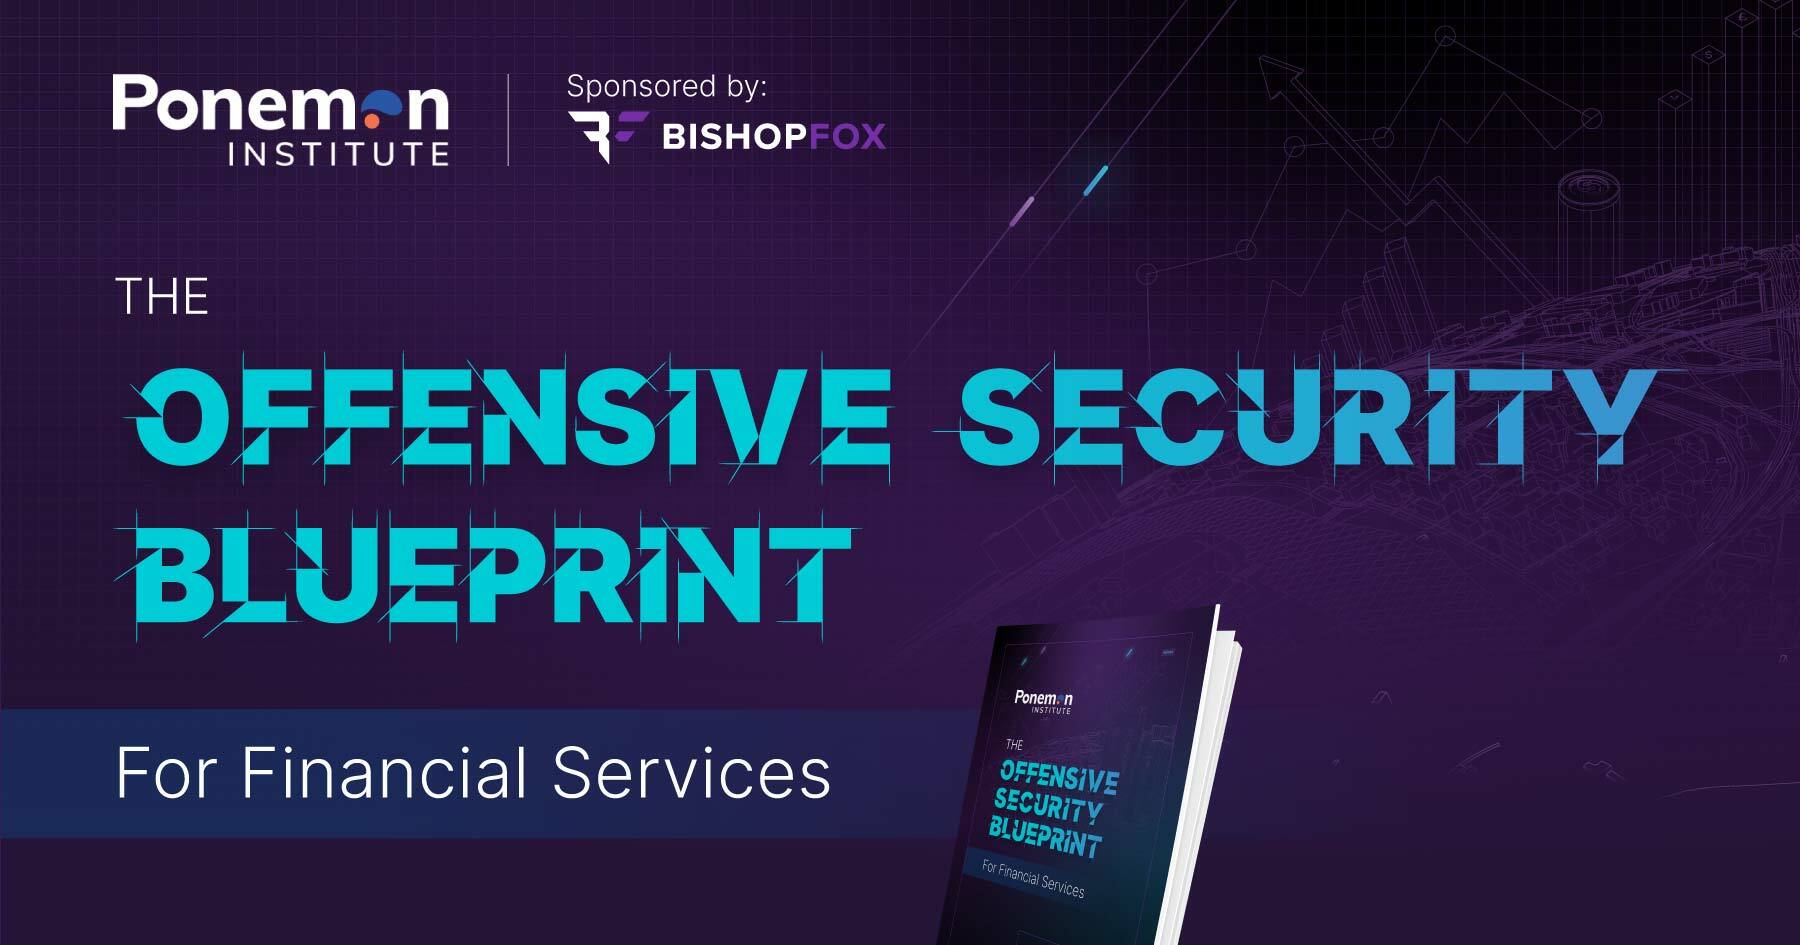 Ponemon
INSTITUTE
Sponsored by:
BISHOPFOX
THE
OFFENSIVE SECURITY
BLUEPRINT
For Financial Services
Ponemon
INSTITUTE
THE
OFFENSIVE
SECURITY
BLUEPRINT
For Financial Services